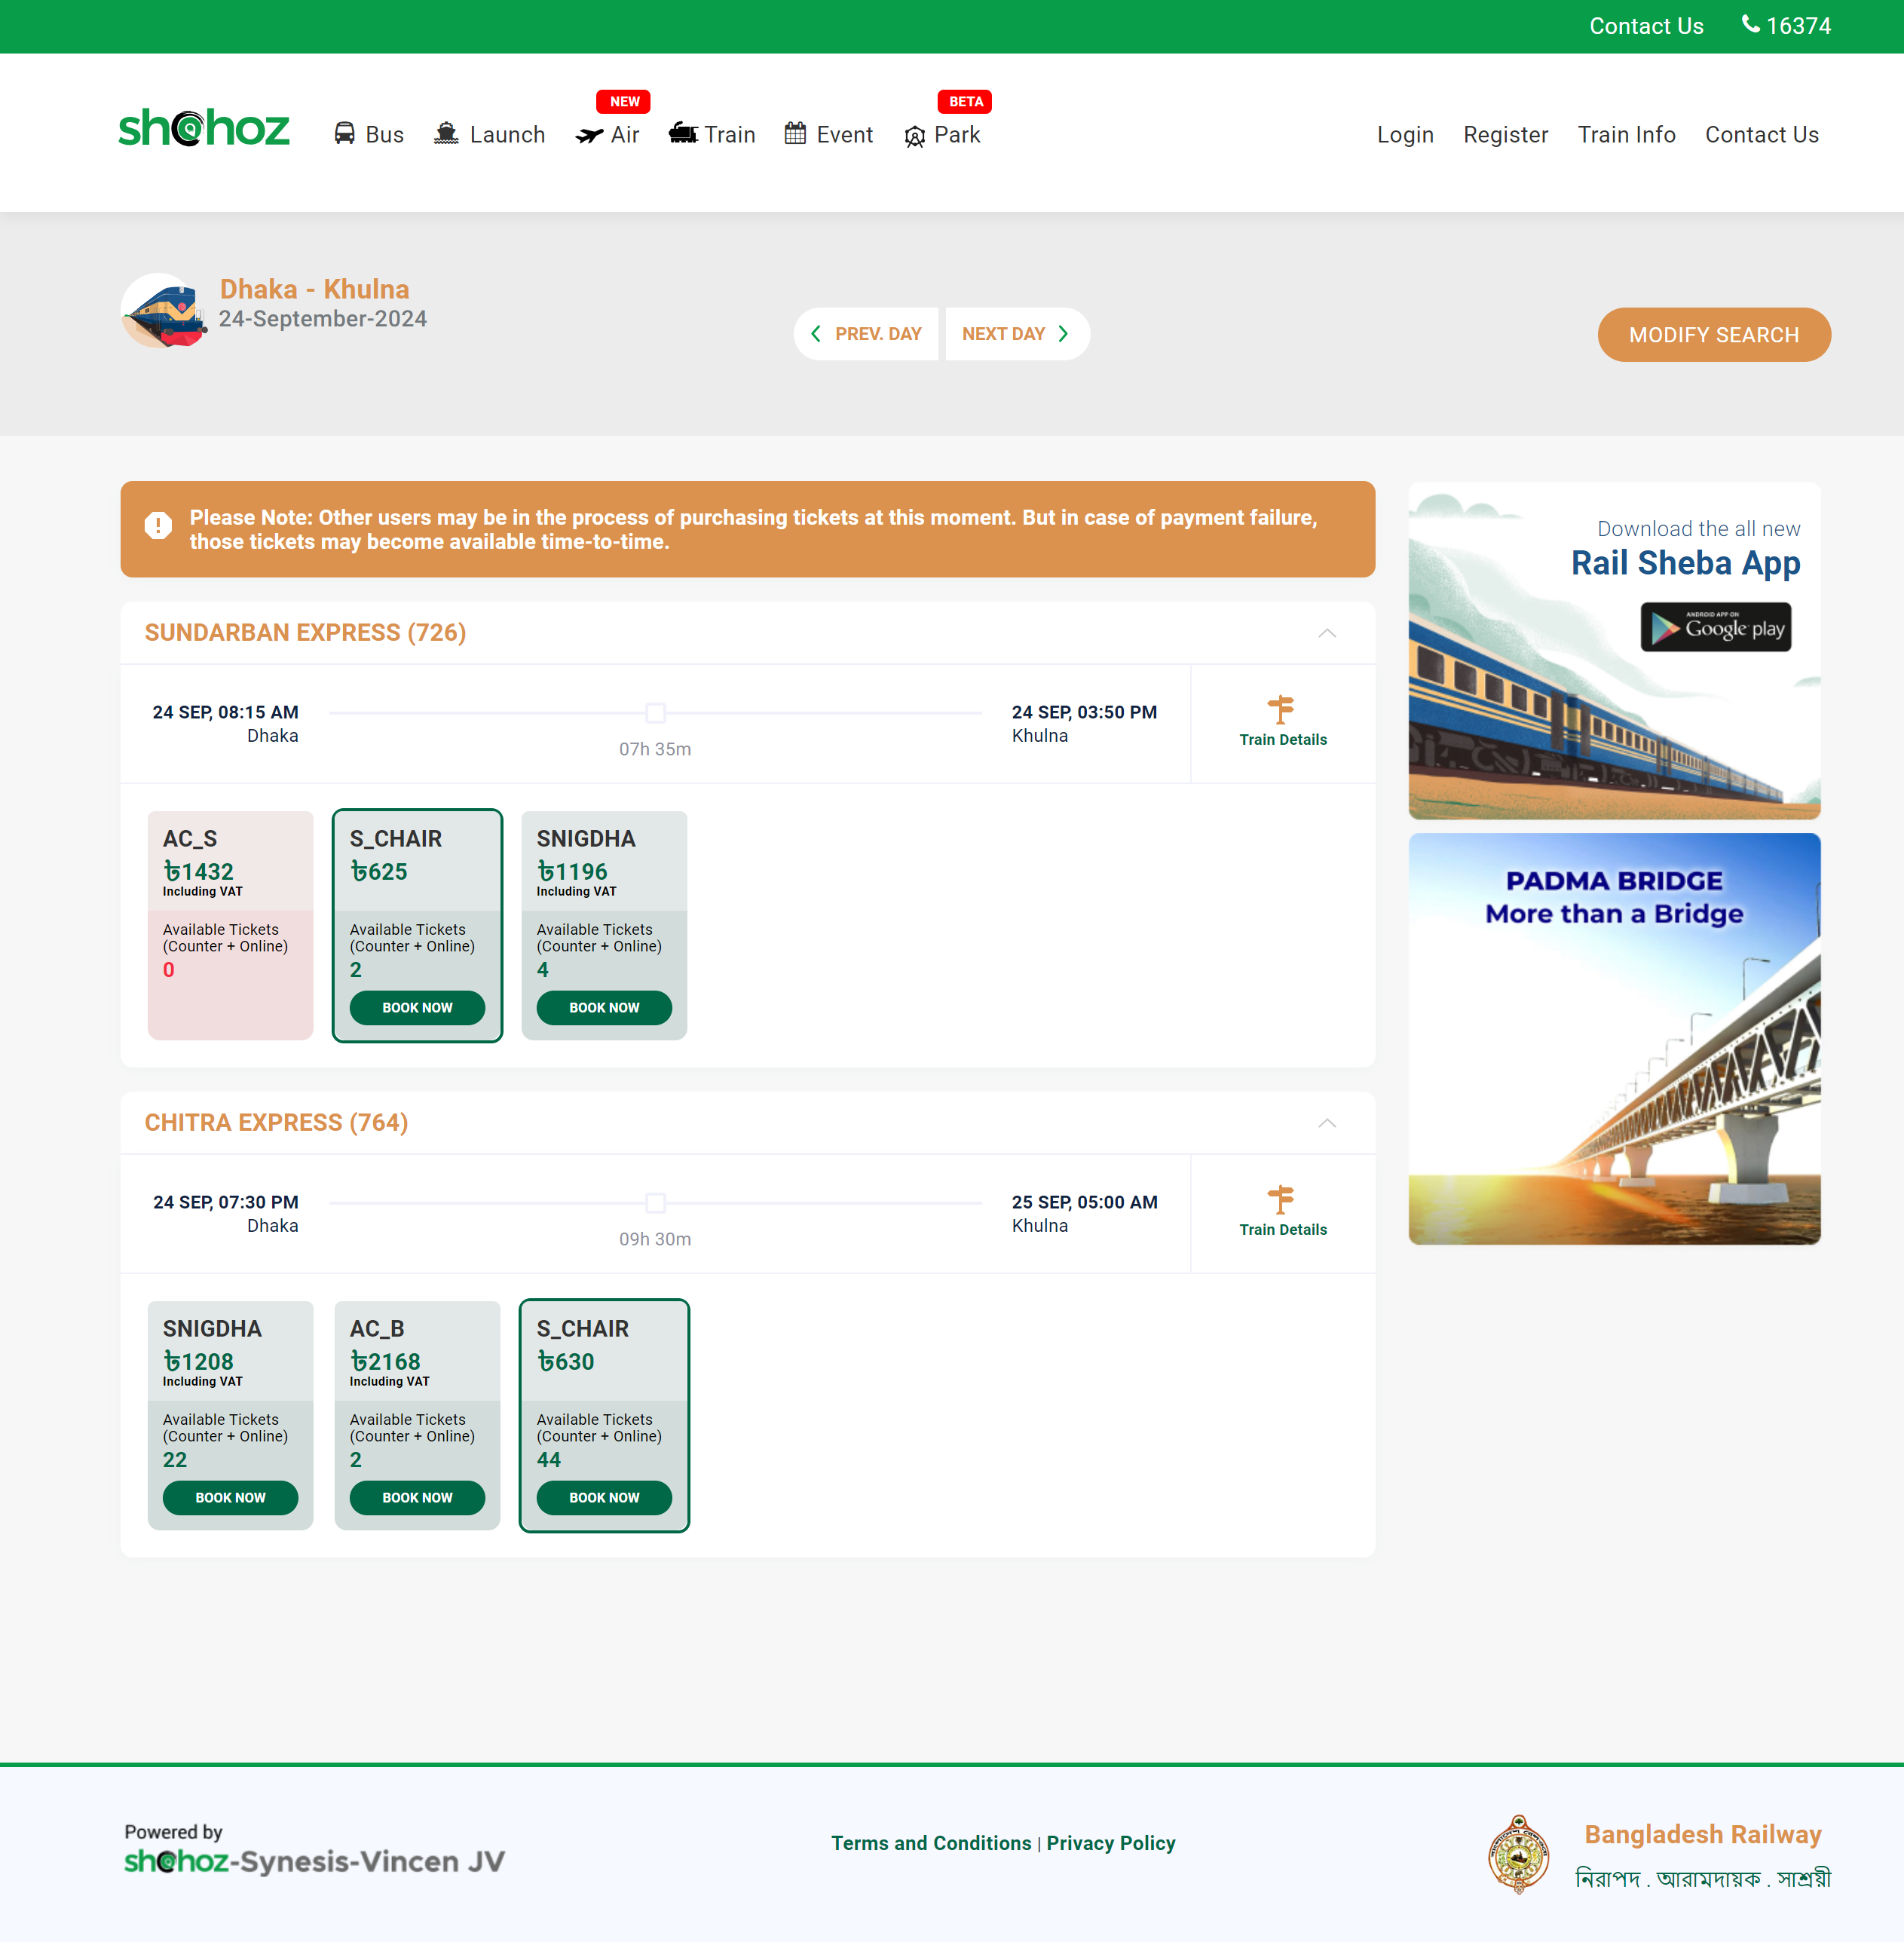 Contact Us 16374
NEW BETA
shohoz Bus Launch Air Train Event Park Login Register Train Info Contact Us
Dhaka - Khulna
24-September-2024
PREV. DAY NEXT DAY
MODIFY SEARCH
Please Note: Other users may be in the process of purchasing tickets at this moment. But in case of payment failure,
those tickets may become available time-to-time.
SUNDARBAN EXPRESS (726)
24 SEP, 08:15 AM
Dhaka
07h 35m
24 SEP, 03:50 PM
Khulna
Train Details
AC_S
৳1432
Including VAT
Available Tickets
(Counter + Online)
0
S_CHAIR
৳625
Available Tickets
(Counter + Online)
2
BOOK NOW
SNIGDHA
৳1196
Including VAT
Available Tickets
(Counter + Online)
4
BOOK NOW
CHITRA EXPRESS (764)
24 SEP, 07:30 PM
Dhaka
09h 30m
25 SEP, 05:00 AM
Khulna
Train Details
SNIGDHA
৳1208
Including VAT
Available Tickets
(Counter + Online)
22
BOOK NOW
AC_B
৳2168
Including VAT
Available Tickets
(Counter + Online)
2
BOOK NOW
S_CHAIR
৳630
Available Tickets
(Counter + Online)
44
BOOK NOW
Download the all new
Rail Sheba App
ANDROID APP ON
Google play
PADMA BRIDGE
More than a Bridge
Powered by
shohoz-Synesis-Vincen JV
Terms and Conditions | Privacy Policy
Bangladesh Railway
নিরাপদ . আরামদায়ক . সাশ্রয়ী